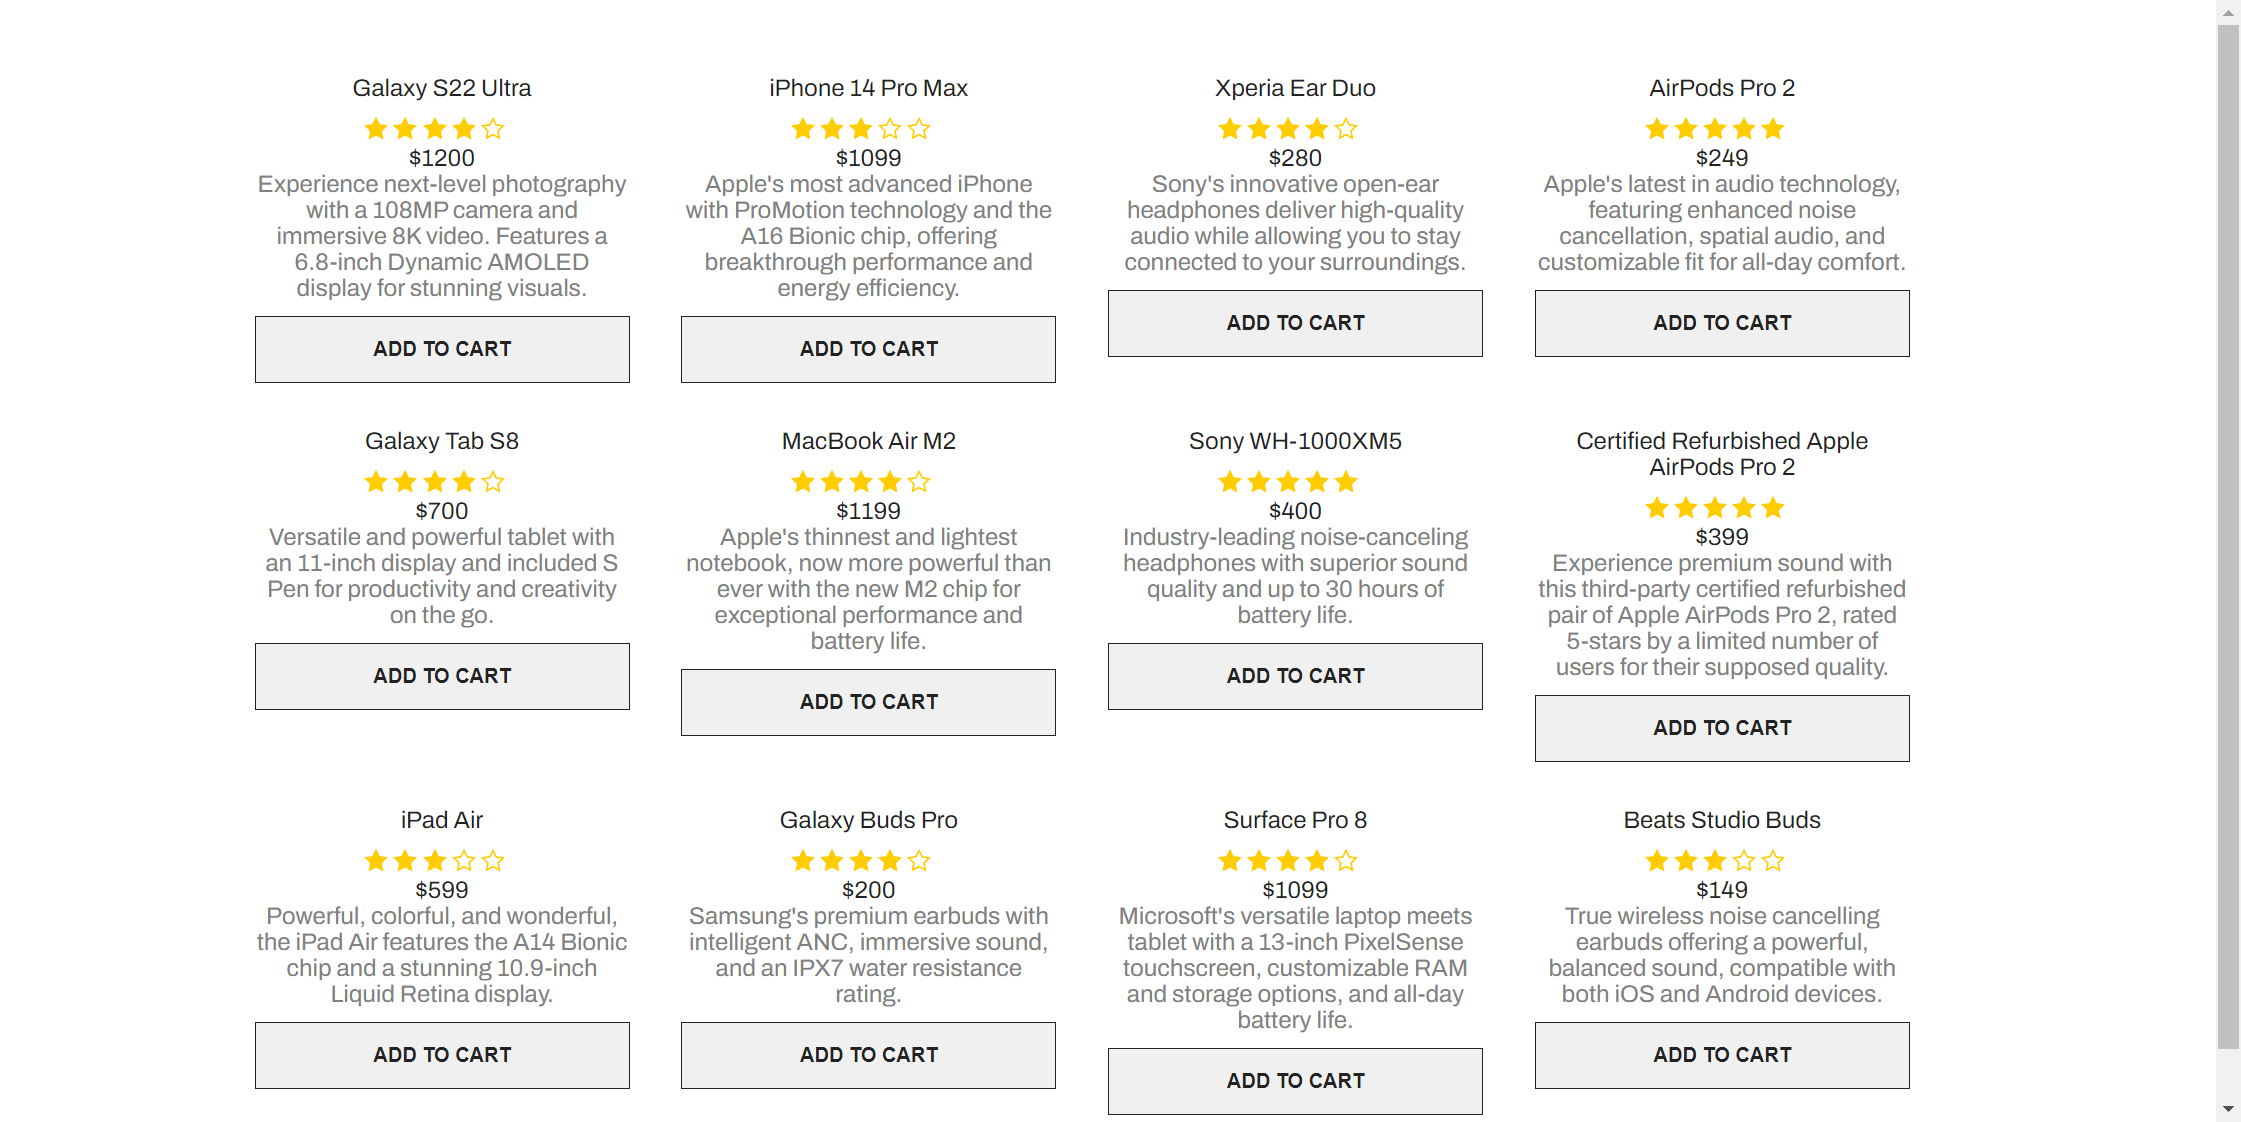 Galaxy S22 Ultra
$1200
Experience next-level photography
with a 108MP camera and
immersive 8K video. Features a
6.8-inch Dynamic AMOLED
display for stunning visuals.
ADD TO CART
iPhone 14 Pro Max
$1099
Apple's most advanced iPhone
with ProMotion technology and the
A16 Bionic chip, offering
breakthrough performance and
energy efficiency.
ADD TO CART
Xperia Ear Duo
$280
Sony's innovative open-ear
headphones deliver high-quality
audio while allowing you to stay
connected to your surroundings.
ADD TO CART
AirPods Pro 2
$249
Apple's latest in audio technology,
featuring enhanced noise
cancellation, spatial audio, and
customizable fit for all-day comfort.
ADD TO CART
Galaxy Tab S8
$700
Versatile and powerful tablet with
an 11-inch display and included S
Pen for productivity and creativity
on the go.
ADD TO CART
MacBook Air M2
$1199
Apple's thinnest and lightest
notebook, now more powerful than
ever with the new M2 chip for
exceptional performance and
battery life.
ADD TO CART
Sony WH-1000XM5
$400
Industry-leading noise-canceling
headphones with superior sound
quality and up to 30 hours of
battery life.
ADD TO CART
Certified Refurbished Apple
AirPods Pro 2
$399
Experience premium sound with
this third-party certified refurbished
pair of Apple AirPods Pro 2, rated
5-stars by a limited number of
users for their supposed quality.
ADD TO CART
iPad Air
$599
Powerful, colorful, and wonderful,
the iPad Air features the A14 Bionic
chip and a stunning 10.9-inch
Liquid Retina display.
ADD TO CART
Galaxy Buds Pro
$200
Samsung's premium earbuds with
intelligent ANC, immersive sound,
and an IPX7 water resistance
rating.
ADD TO CART
Surface Pro 8
$1099
Microsoft's versatile laptop meets
tablet with a 13-inch PixelSense
touchscreen, customizable RAM
and storage options, and all-day
battery life.
ADD TO CART
Beats Studio Buds
$149
True wireless noise cancelling
earbuds offering a powerful,
balanced sound, compatible with
both iOS and Android devices.
ADD TO CART